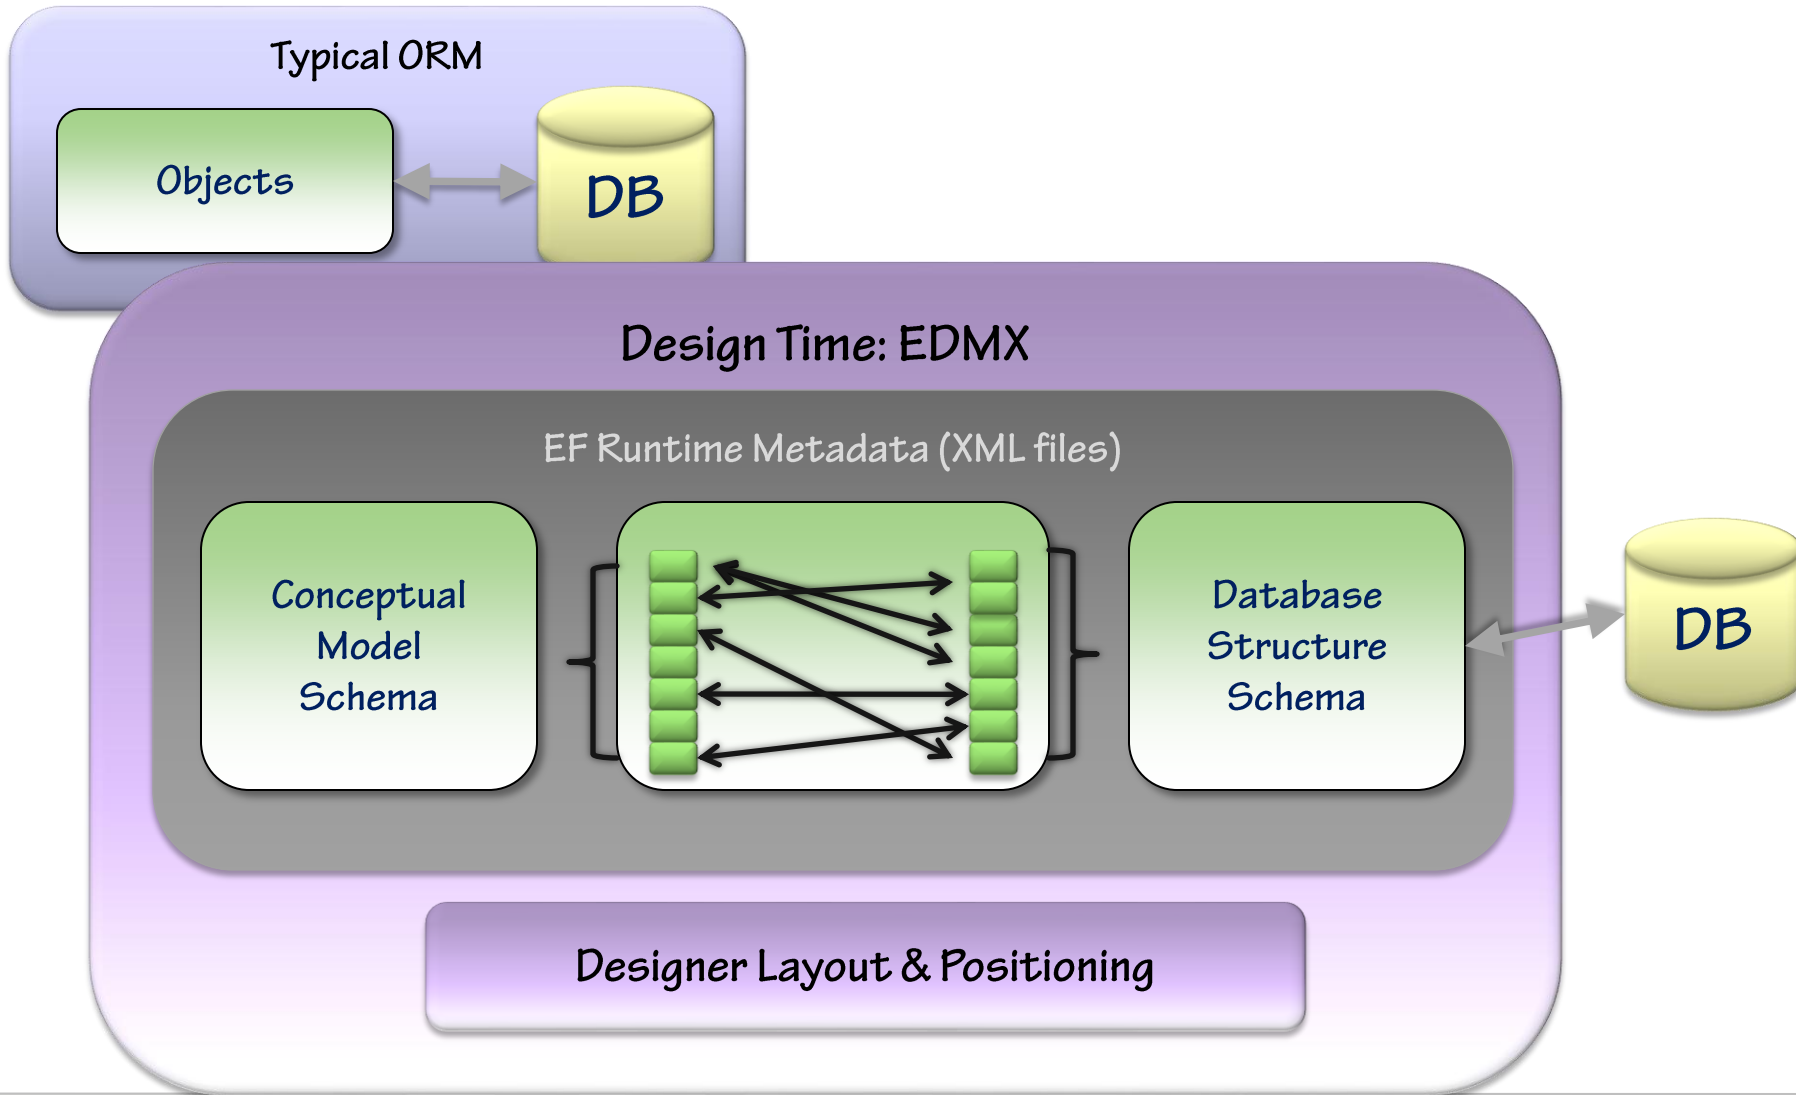 Typical ORM
Objects
DB
Design Time: EDMX
EF Runtime Metadata (XML files)
Conceptual
Model
Schema
Database
Structure
Schema
DB
Designer Layout & Positioning